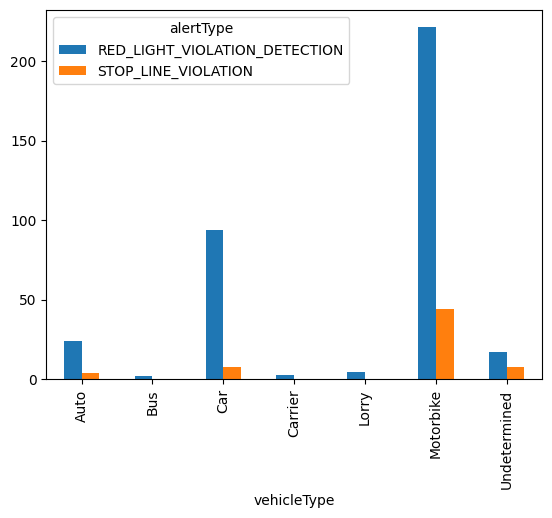 alertType
RED_LIGHT_VIOLATION_DETECTION
STOP_LINE_VIOLATION
200
150
100
50
0
Auto
Bus
Car
Carrier
Lorry
Motorbike
Undetermined
vehicleType